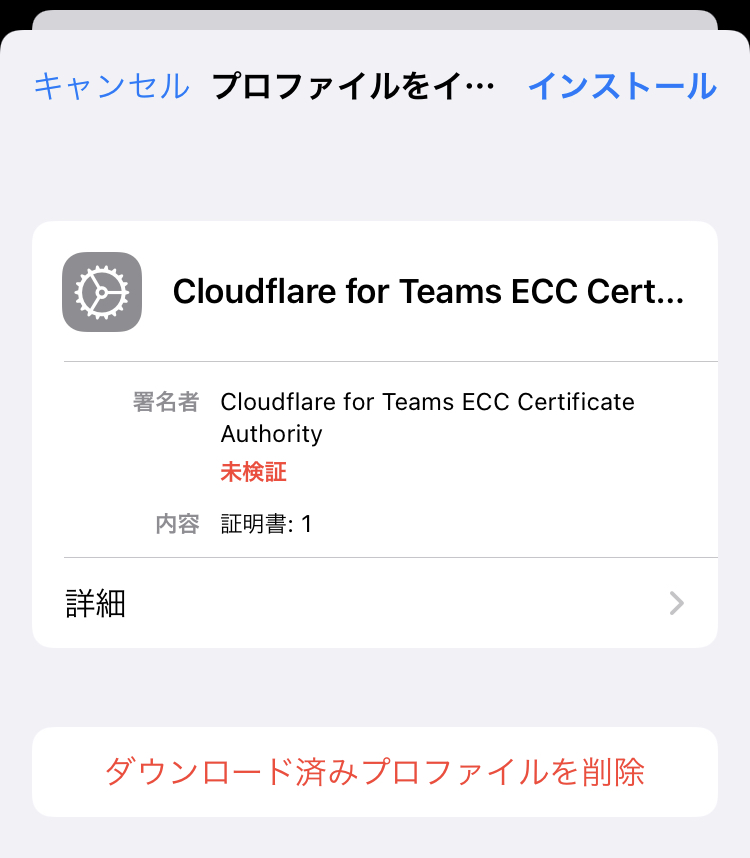 キャンセル プロファイルをイ… インストール
Cloudflare for Teams ECC Cert...
署名者 Cloudflare for Teams ECC Certificate
Authority
未検証
内容 証明書: 1
詳細
ダウンロード済みプロファイルを削除